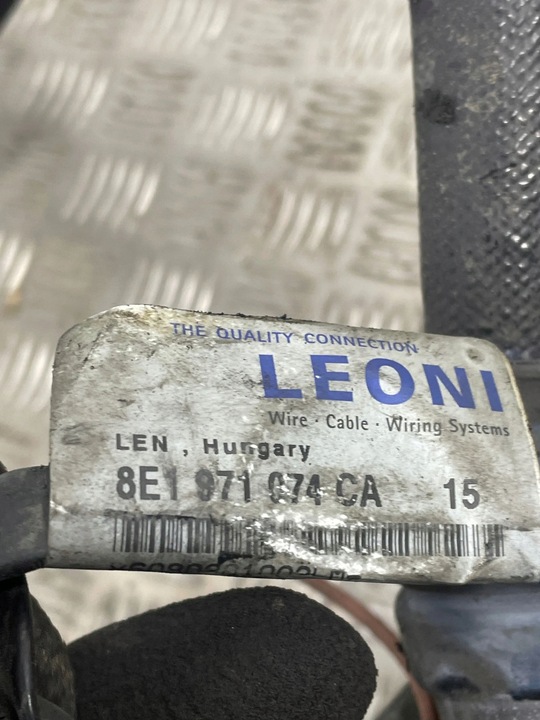 THE QUALITY CONNECTION
LEONI
Wire · Cable · Wiring Systems
LEN , Hungary
8E1 971 074 CA 15